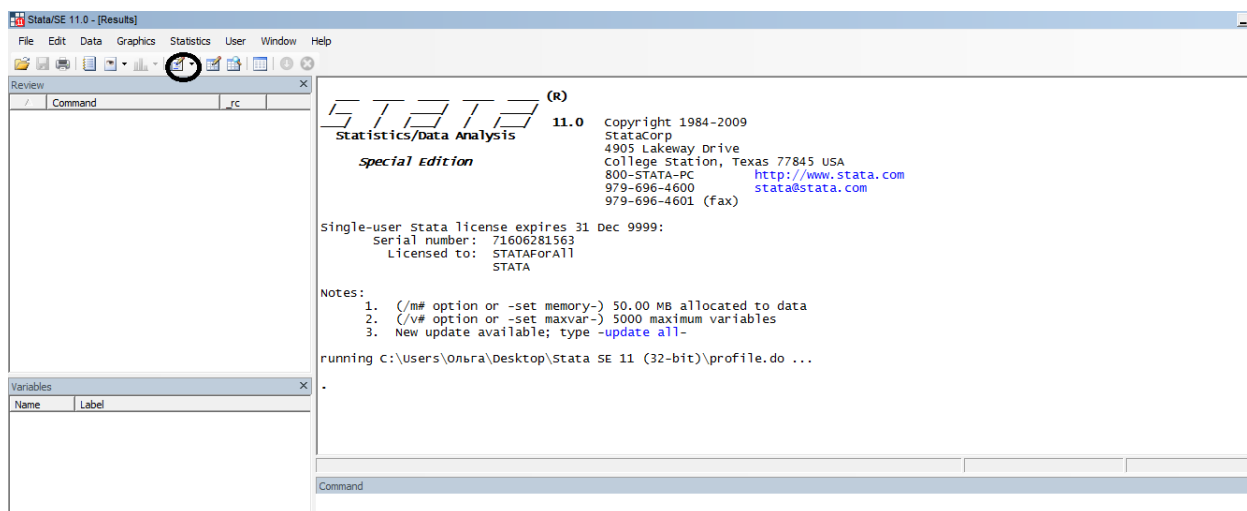 Stata/SE 11.0 - [Results]
File Edit Data Graphics Statistics User Window Help
Review
Command _rc
Variables
Name Label
(R)
STATA 11.0 Copyright 1984-2009
Statistics/Data Analysis StataCorp
4905 Lakeway Drive
Special Edition College Station, Texas 77845 USA
800-STATA-PC http://www.stata.com
979-696-4600 stata@stata.com
979-696-4601 (fax)
Single-user Stata license expires 31 Dec 9999:
Serial number: 71606281563
Licensed to: STATAForAll
STATA
Notes:
1. (/m# option or -set memory-) 50.00 MB allocated to data
2. (/v# option or -set maxvar-) 5000 maximum variables
3. New update available; type -update all-
running C:\Users\Ольга\Desktop\Stata SE 11 (32-bit)\profile.do ...
.
Command